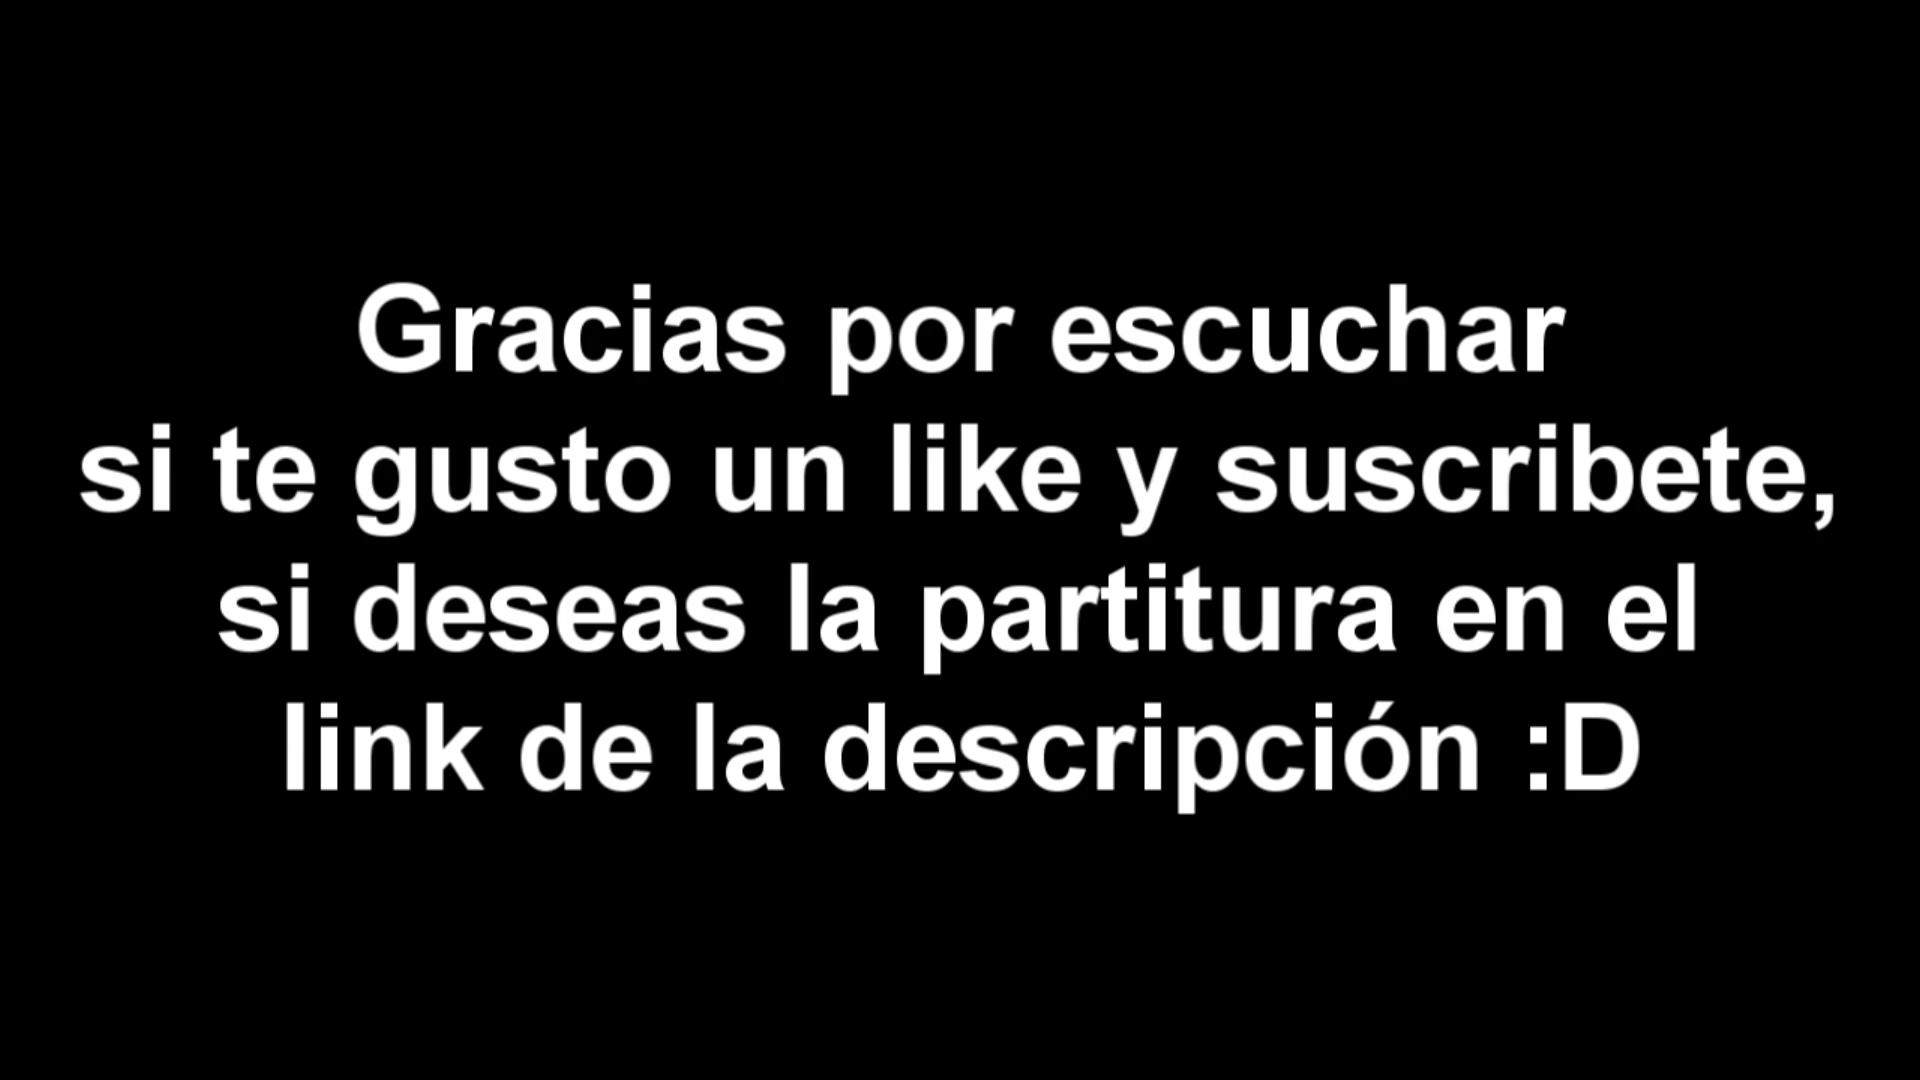 Gracias por escuchar
si te gusto un like y suscribete,
si deseas la partitura en el
link de la descripción :D